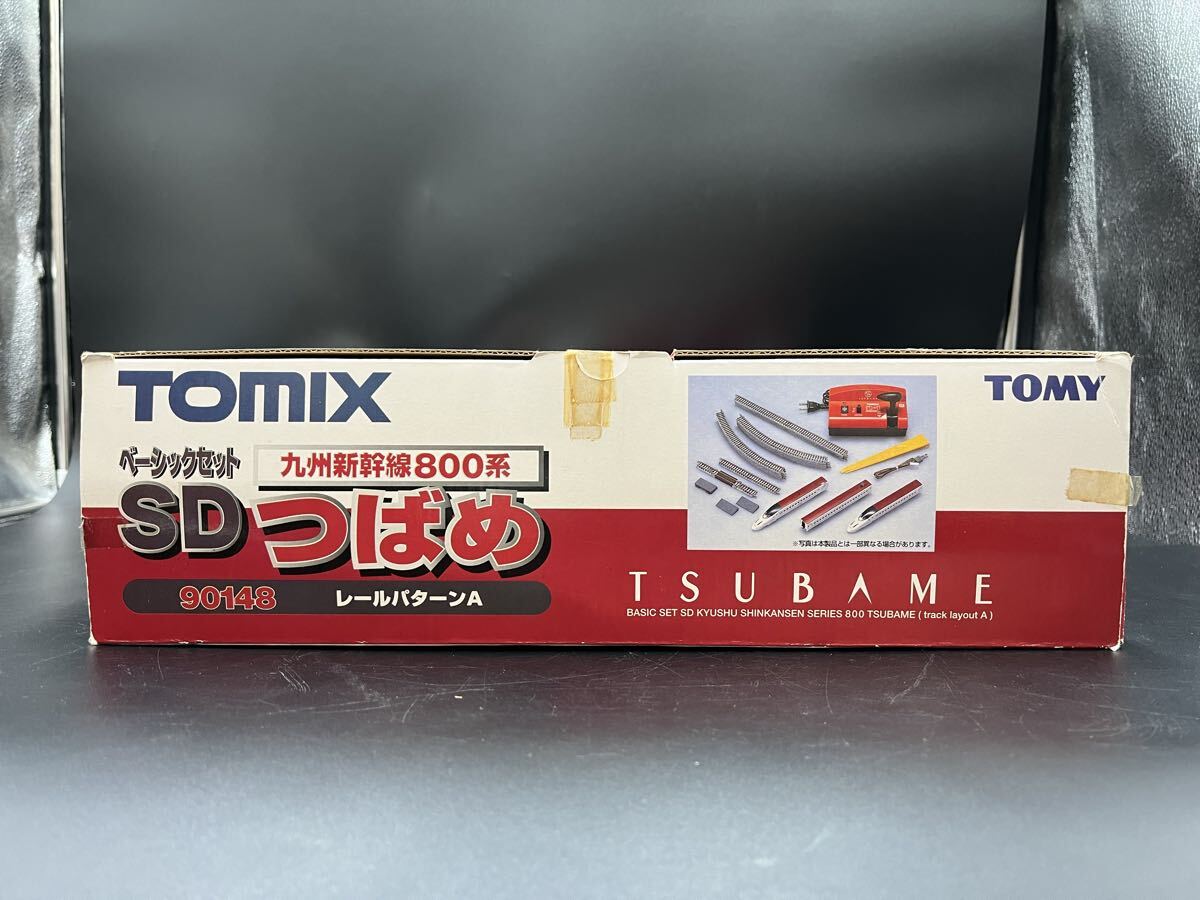 TOMIX
TOMY
ベーシックセット
九州新幹線800系
SD つばめ
90148 レールパターンA
※写真は本製品とは一部異なる場合があります。
TSUBAME
BASIC SET SD KYUSHU SHINKANSEN SERIES 800 TSUBAME ( track layout A )